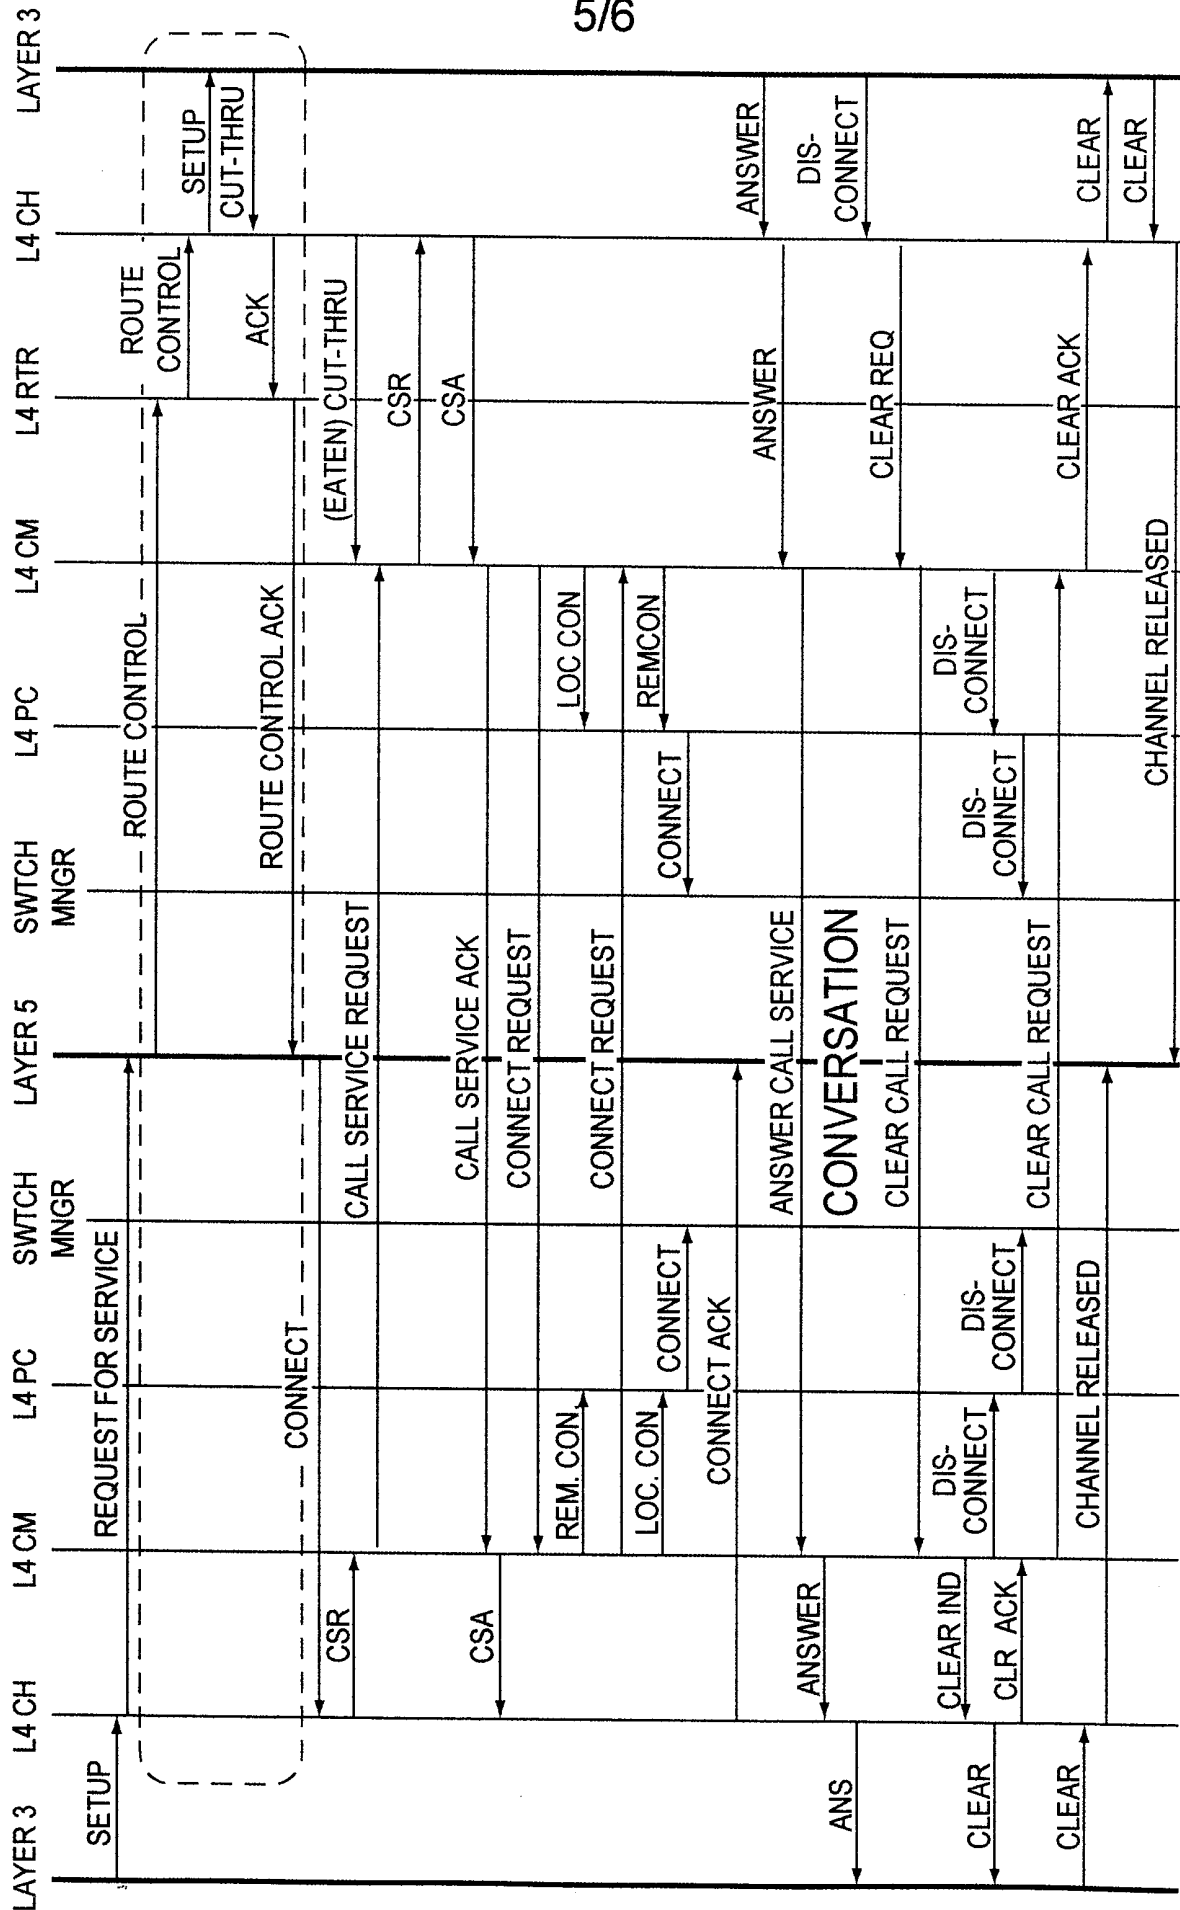 5/6
LAYER 3
L4 CH
L4 CM
L4 PC
SWTCH
MNGR
LAYER 5
SWTCH
MNGR
L4 PC
L4 CM
L4 RTR
L4 CH
LAYER 3
SETUP
REQUEST FOR SERVICE
ROUTE CONTROL
ROUTE
CONTROL
SETUP
CUT-THRU
ACK
ROUTE CONTROL ACK
CONNECT
CSR
(EATEN) CUT-THRU
CALL SERVICE REQUEST
CSR
CSA
CALL SERVICE ACK
CSA
CONNECT REQUEST
REM. CON.
LOC CON
CONNECT REQUEST
LOC. CON
REMCON
CONNECT
CONNECT
CONNECT ACK
ANSWER
ANSWER
ANSWER CALL SERVICE
ANSWER
ANS
CONVERSATION
DIS-
CONNECT
CLEAR REQ
CLEAR CALL REQUEST
CLEAR IND
DIS-
CONNECT
DIS-
CONNECT
CLEAR
CLR ACK
DIS-
CONNECT
DIS-
CONNECT
CLEAR CALL REQUEST
CLEAR ACK
CLEAR
CLEAR
CHANNEL RELEASED
CLEAR
CHANNEL RELEASED